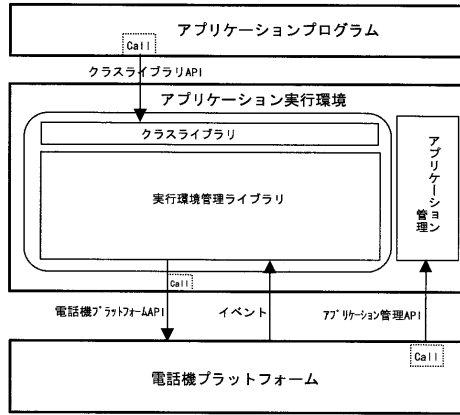 アプリケーションプログラム
Call
クラスライブラリAPI
アプリケーション実行環境
クラスライブラリ
実行環境管理ライブラリ
アプリケーション
管理
Call
電話機プラットフォームAPI
イベント
アプリケーション管理API
Call
電話機プラットフォーム